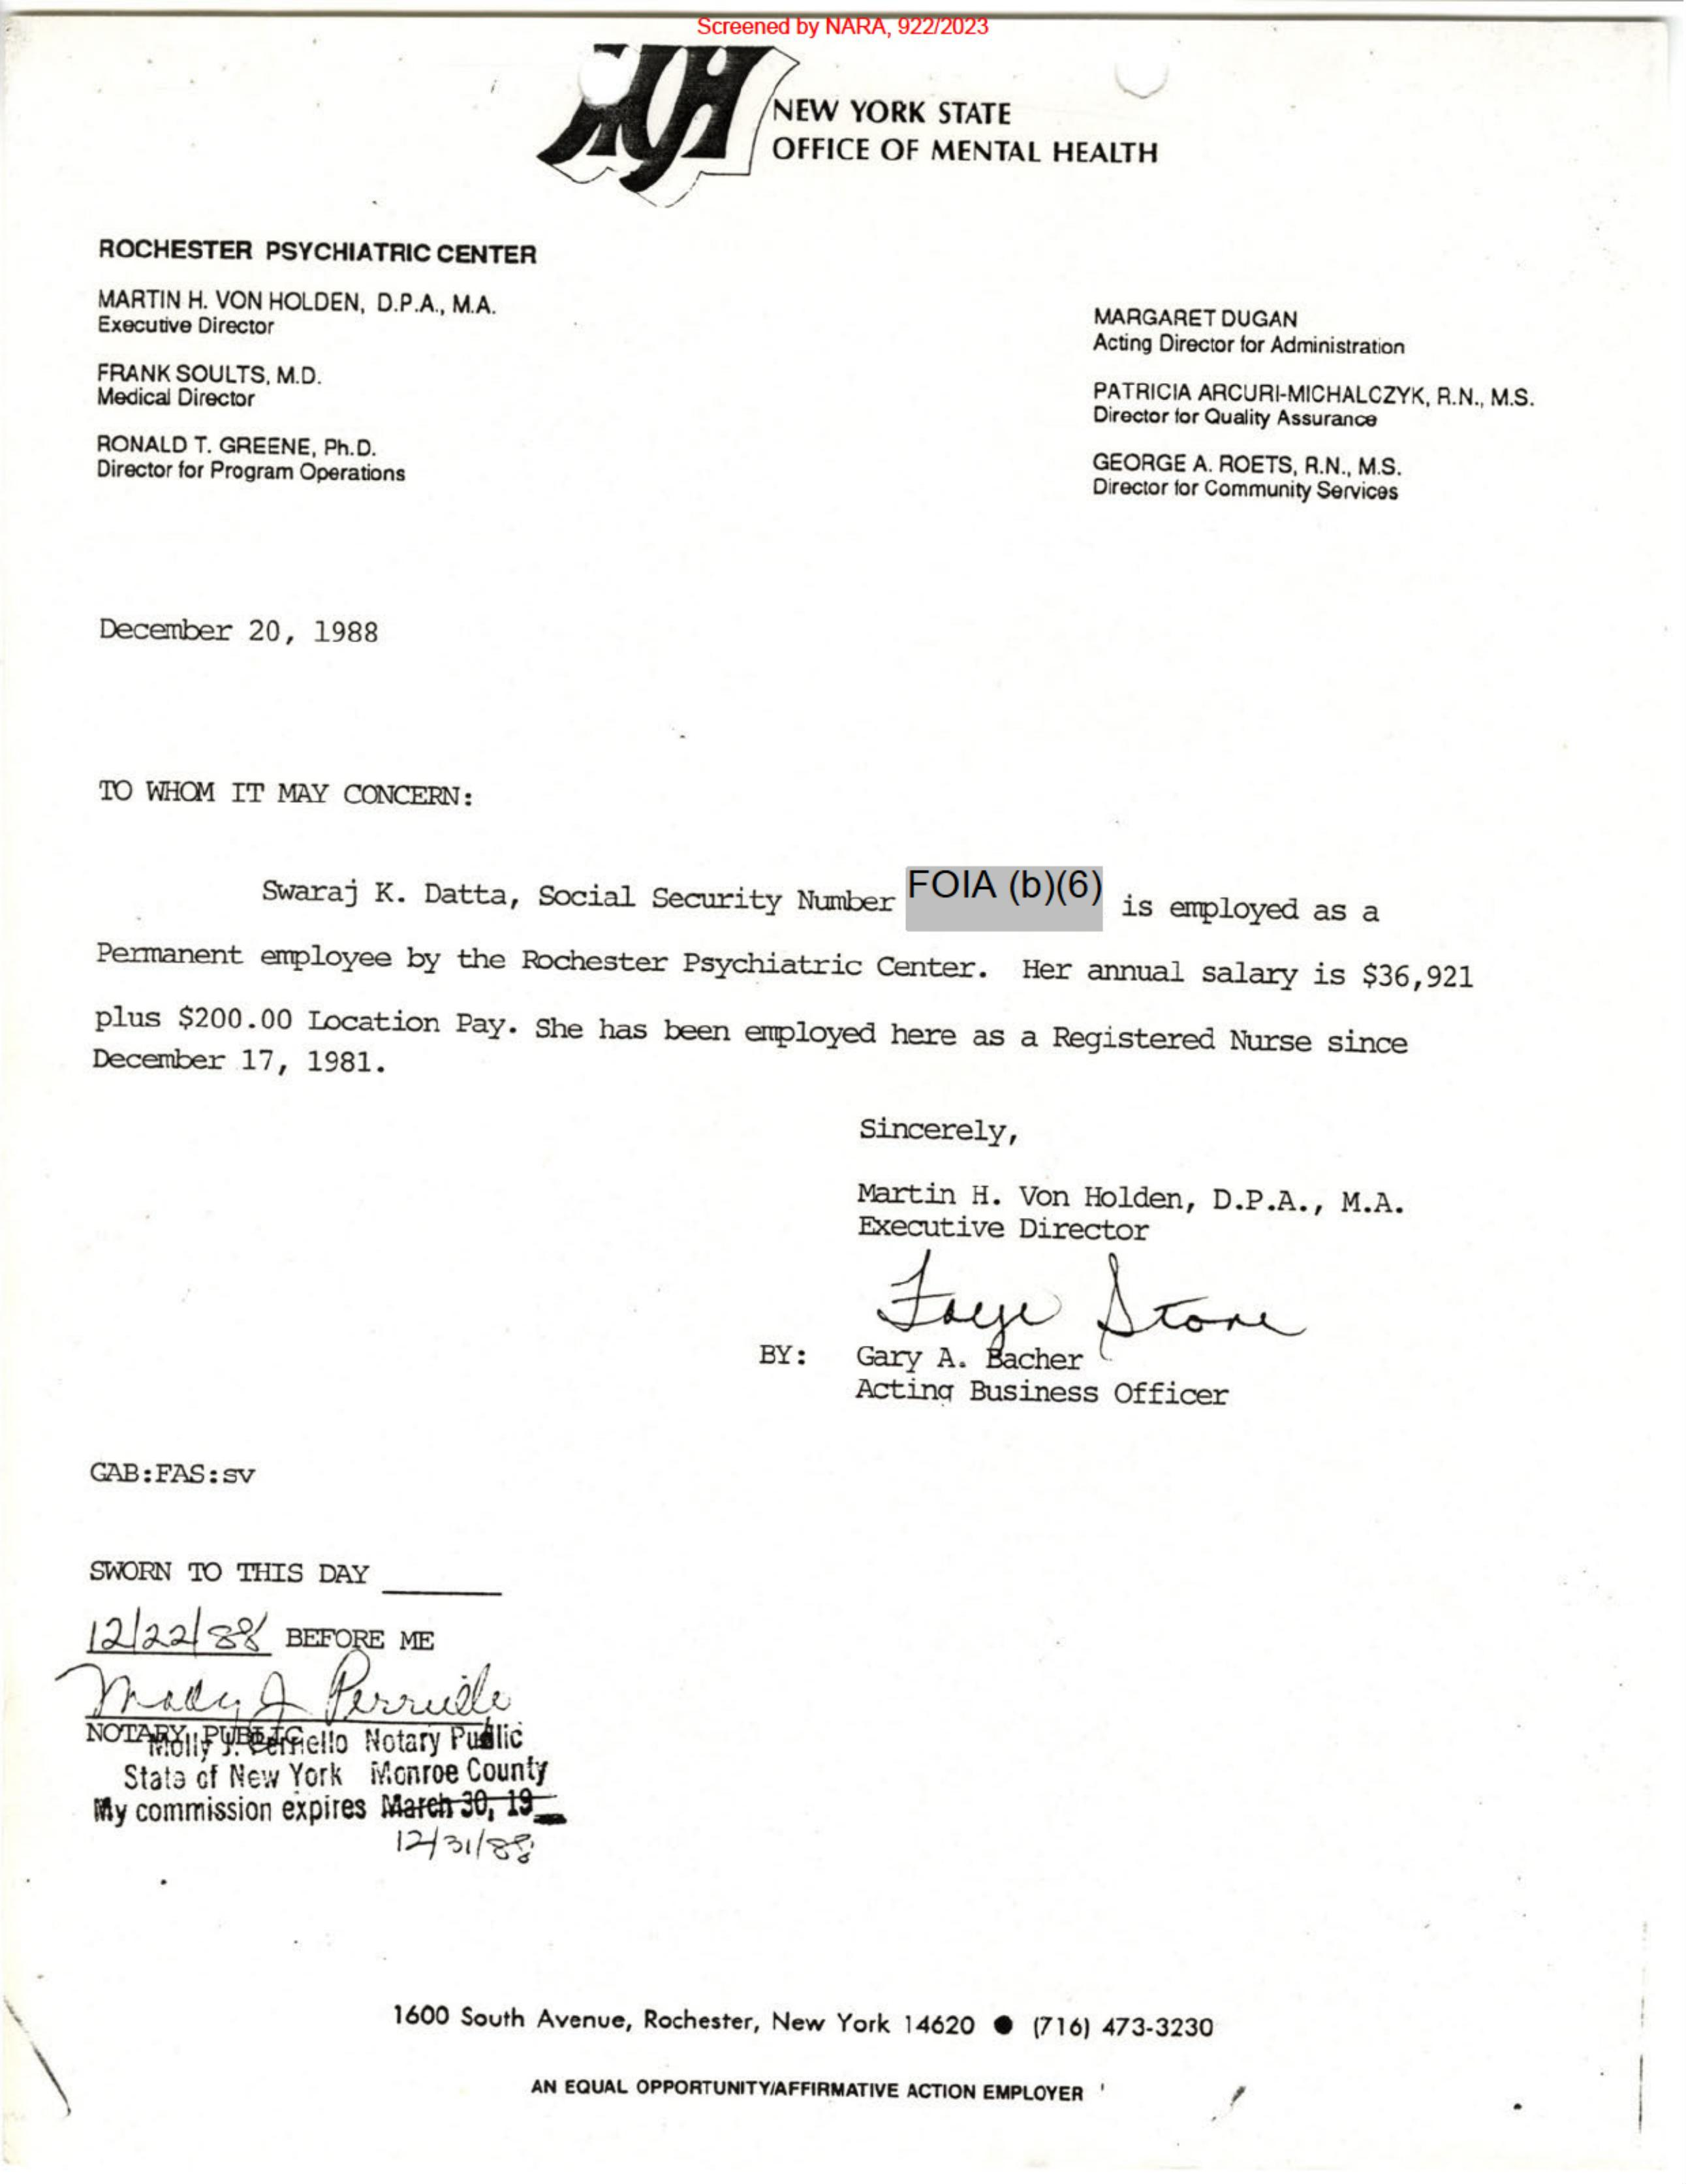 Screened by NARA, 922/2023
NEW YORK STATE
OFFICE OF MENTAL HEALTH
ROCHESTER PSYCHIATRIC CENTER
MARTIN H. VON HOLDEN, D.P.A., M.A.
Executive Director
FRANK SOULTS, M.D.
Medical Director
RONALD T. GREENE, Ph.D.
Director for Program Operations
MARGARET DUGAN
Acting Director for Administration
PATRICIA ARCURI-MICHALCZYK, R.N., M.S.
Director for Quality Assurance
GEORGE A. ROETS, R.N., M.S.
Director for Community Services
December 20, 1988
TO WHOM IT MAY CONCERN:
Swaraj K. Datta, Social Security Number FOIA (b)(6) is employed as a
Permanent employee by the Rochester Psychiatric Center. Her annual salary is $36,921
plus $200.00 Location Pay. She has been employed here as a Registered Nurse since
December 17, 1981.
Sincerely,
Martin H. Von Holden, D.P.A., M.A.
Executive Director
Faye Stone
BY: Gary A. Bacher
Acting Business Officer
GAB:FAS:sv
SWORN TO THIS DAY
12/22/88 BEFORE ME
NOTARY PUBLIC
Molly J. Perriello Notary Public
State of New York Monroe County
My commission expires March 30, 19
12/31/88
1600 South Avenue, Rochester, New York 14620 ● (716) 473-3230
AN EQUAL OPPORTUNITY/AFFIRMATIVE ACTION EMPLOYER